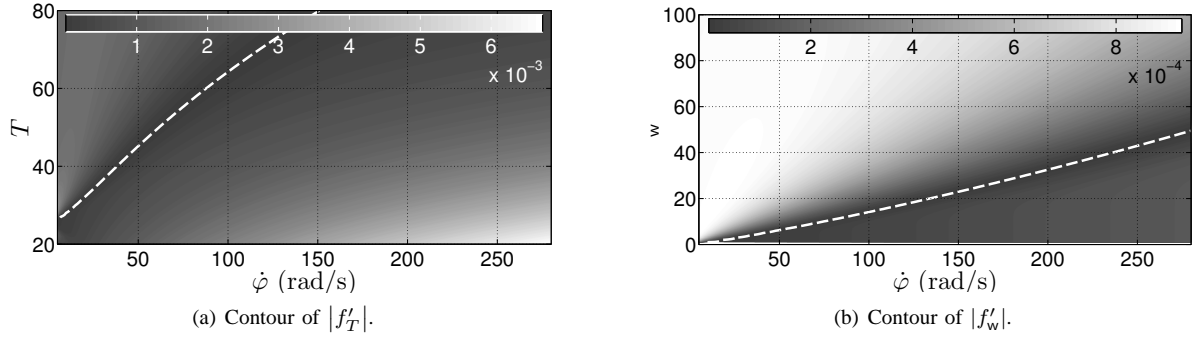 80
60
40
20
T
1 2 3 4 5 6
x 10⁻³
50 100 150 200 250
φ̇ (rad/s)
(a) Contour of |f′_T|.
100
80
60
40
20
0
w
2 4 6 8
x 10⁻⁴
50 100 150 200 250
φ̇ (rad/s)
(b) Contour of |f′_w|.